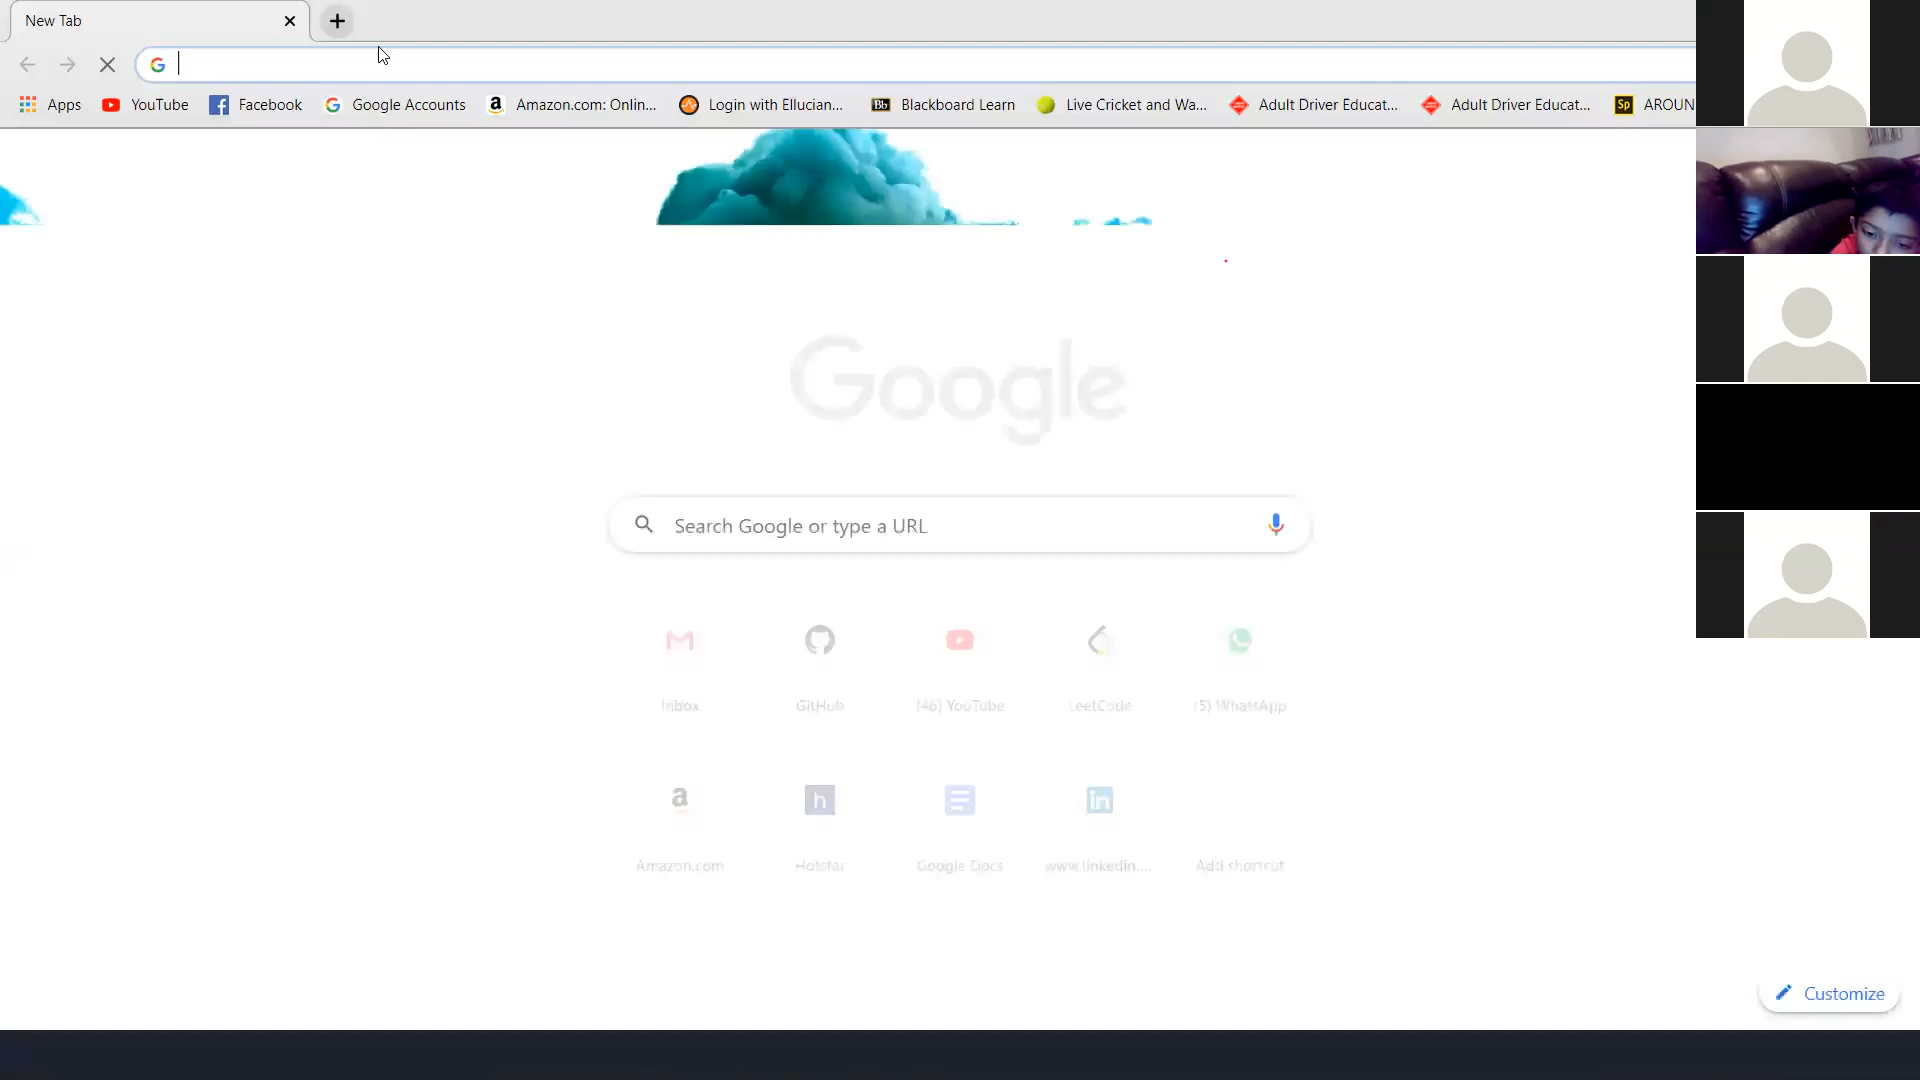 New Tab
Apps YouTube Facebook Google Accounts Amazon.com: Onlin... Login with Ellucian... Blackboard Learn Live Cricket and Wa... Adult Driver Educat... Adult Driver Educat... AROUN
Google
Search Google or type a URL
Inbox GitHub (46) YouTube LeetCode (5) WhatsApp
Amazon.com Hotstar Google Docs www.linkedin.... Add shortcut
Customize